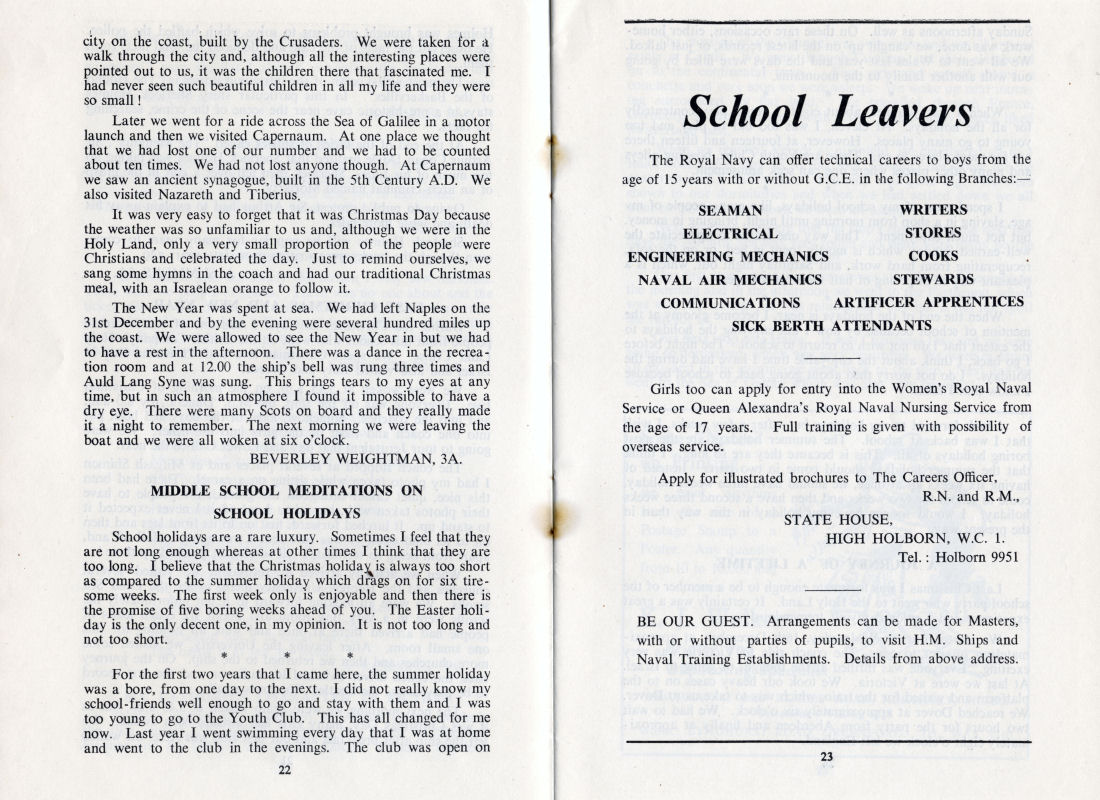 city on the coast, built by the Crusaders. We were taken for a
walk through the city and, although all the interesting places were
pointed out to us, it was the children there that fascinated me. I
had never seen such beautiful children in all my life and they were
so small !
Later we went for a ride across the Sea of Galilee in a motor
launch and then we visited Capernaum. At one place we thought
that we had lost one of our number and we had to be counted
about ten times. We had not lost anyone though. At Capernaum
we saw an ancient synagogue, built in the 5th Century A.D. We
also visited Nazareth and Tiberius.
It was very easy to forget that it was Christmas Day because
the weather was so unfamiliar to us and, although we were in the
Holy Land, only a very small proportion of the people were
Christians and celebrated the day. Just to remind ourselves, we
sang some hymns in the coach and had our traditional Christmas
meal, with an Israelean orange to follow it.
The New Year was spent at sea. We had left Naples on the
31st December and by the evening were several hundred miles up
the coast. We were allowed to see the New Year in but we had
to have a rest in the afternoon. There was a dance in the recrea-
tion room and at 12.00 the ship's bell was rung three times and
Auld Lang Syne was sung. This brings tears to my eyes at any
time, but in such an atmosphere I found it impossible to have a
dry eye. There were many Scots on board and they really made
it a night to remember. The next morning we were leaving the
boat and we were all woken at six o'clock.
BEVERLEY WEIGHTMAN, 3A.
MIDDLE SCHOOL MEDITATIONS ON
SCHOOL HOLIDAYS
School holidays are a rare luxury. Sometimes I feel that they
are not long enough whereas at other times I think that they are
too long. I believe that the Christmas holiday is always too short
as compared to the summer holiday which drags on for six tire-
some weeks. The first week only is enjoyable and then there is
the promise of five boring weeks ahead of you. The Easter holi-
day is the only decent one, in my opinion. It is not too long and
not too short.
* * *
For the first two years that I came here, the summer holiday
was a bore, from one day to the next. I did not really know my
school-friends well enough to go and stay with them and I was
too young to go to the Youth Club. This has all changed for me
now. Last year I went swimming every day that I was at home
and went to the club in the evenings. The club was open on
22
School Leavers
The Royal Navy can offer technical careers to boys from the
age of 15 years with or without G.C.E. in the following Branches:—
SEAMAN WRITERS
ELECTRICAL STORES
ENGINEERING MECHANICS COOKS
NAVAL AIR MECHANICS STEWARDS
COMMUNICATIONS ARTIFICER APPRENTICES
SICK BERTH ATTENDANTS
Girls too can apply for entry into the Women's Royal Naval
Service or Queen Alexandra's Royal Naval Nursing Service from
the age of 17 years. Full training is given with possibility of
overseas service.
Apply for illustrated brochures to The Careers Officer,
R.N. and R.M.,
STATE HOUSE,
HIGH HOLBORN, W.C. 1.
Tel. : Holborn 9951
BE OUR GUEST. Arrangements can be made for Masters,
with or without parties of pupils, to visit H.M. Ships and
Naval Training Establishments. Details from above address.
23